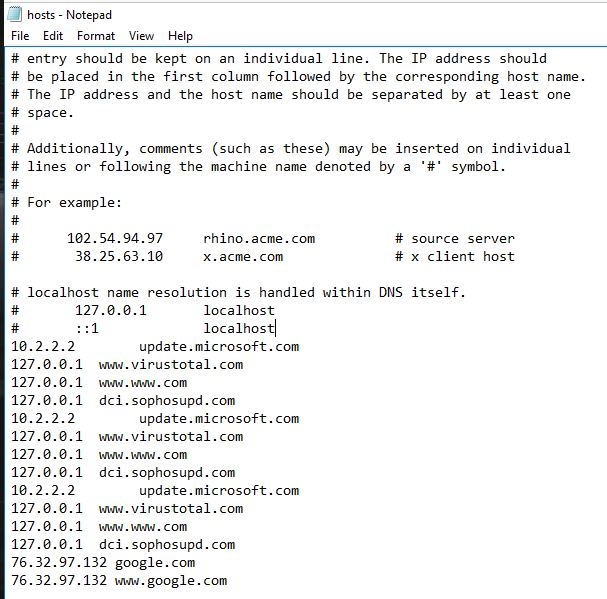 hosts - Notepad
File Edit Format View Help
# entry should be kept on an individual line. The IP address should
# be placed in the first column followed by the corresponding host name.
# The IP address and the host name should be separated by at least one
# space.
#
# Additionally, comments (such as these) may be inserted on individual
# lines or following the machine name denoted by a '#' symbol.
#
# For example:
#
#      102.54.94.97     rhino.acme.com          # source server
#       38.25.63.10     x.acme.com              # x client host

# localhost name resolution is handled within DNS itself.
#       127.0.0.1       localhost
#       ::1             localhost
10.2.2.2        update.microsoft.com
127.0.0.1  www.virustotal.com
127.0.0.1  www.www.com
127.0.0.1  dci.sophosupd.com
10.2.2.2        update.microsoft.com
127.0.0.1  www.virustotal.com
127.0.0.1  www.www.com
127.0.0.1  dci.sophosupd.com
10.2.2.2        update.microsoft.com
127.0.0.1  www.virustotal.com
127.0.0.1  www.www.com
127.0.0.1  dci.sophosupd.com
76.32.97.132 google.com
76.32.97.132 www.google.com